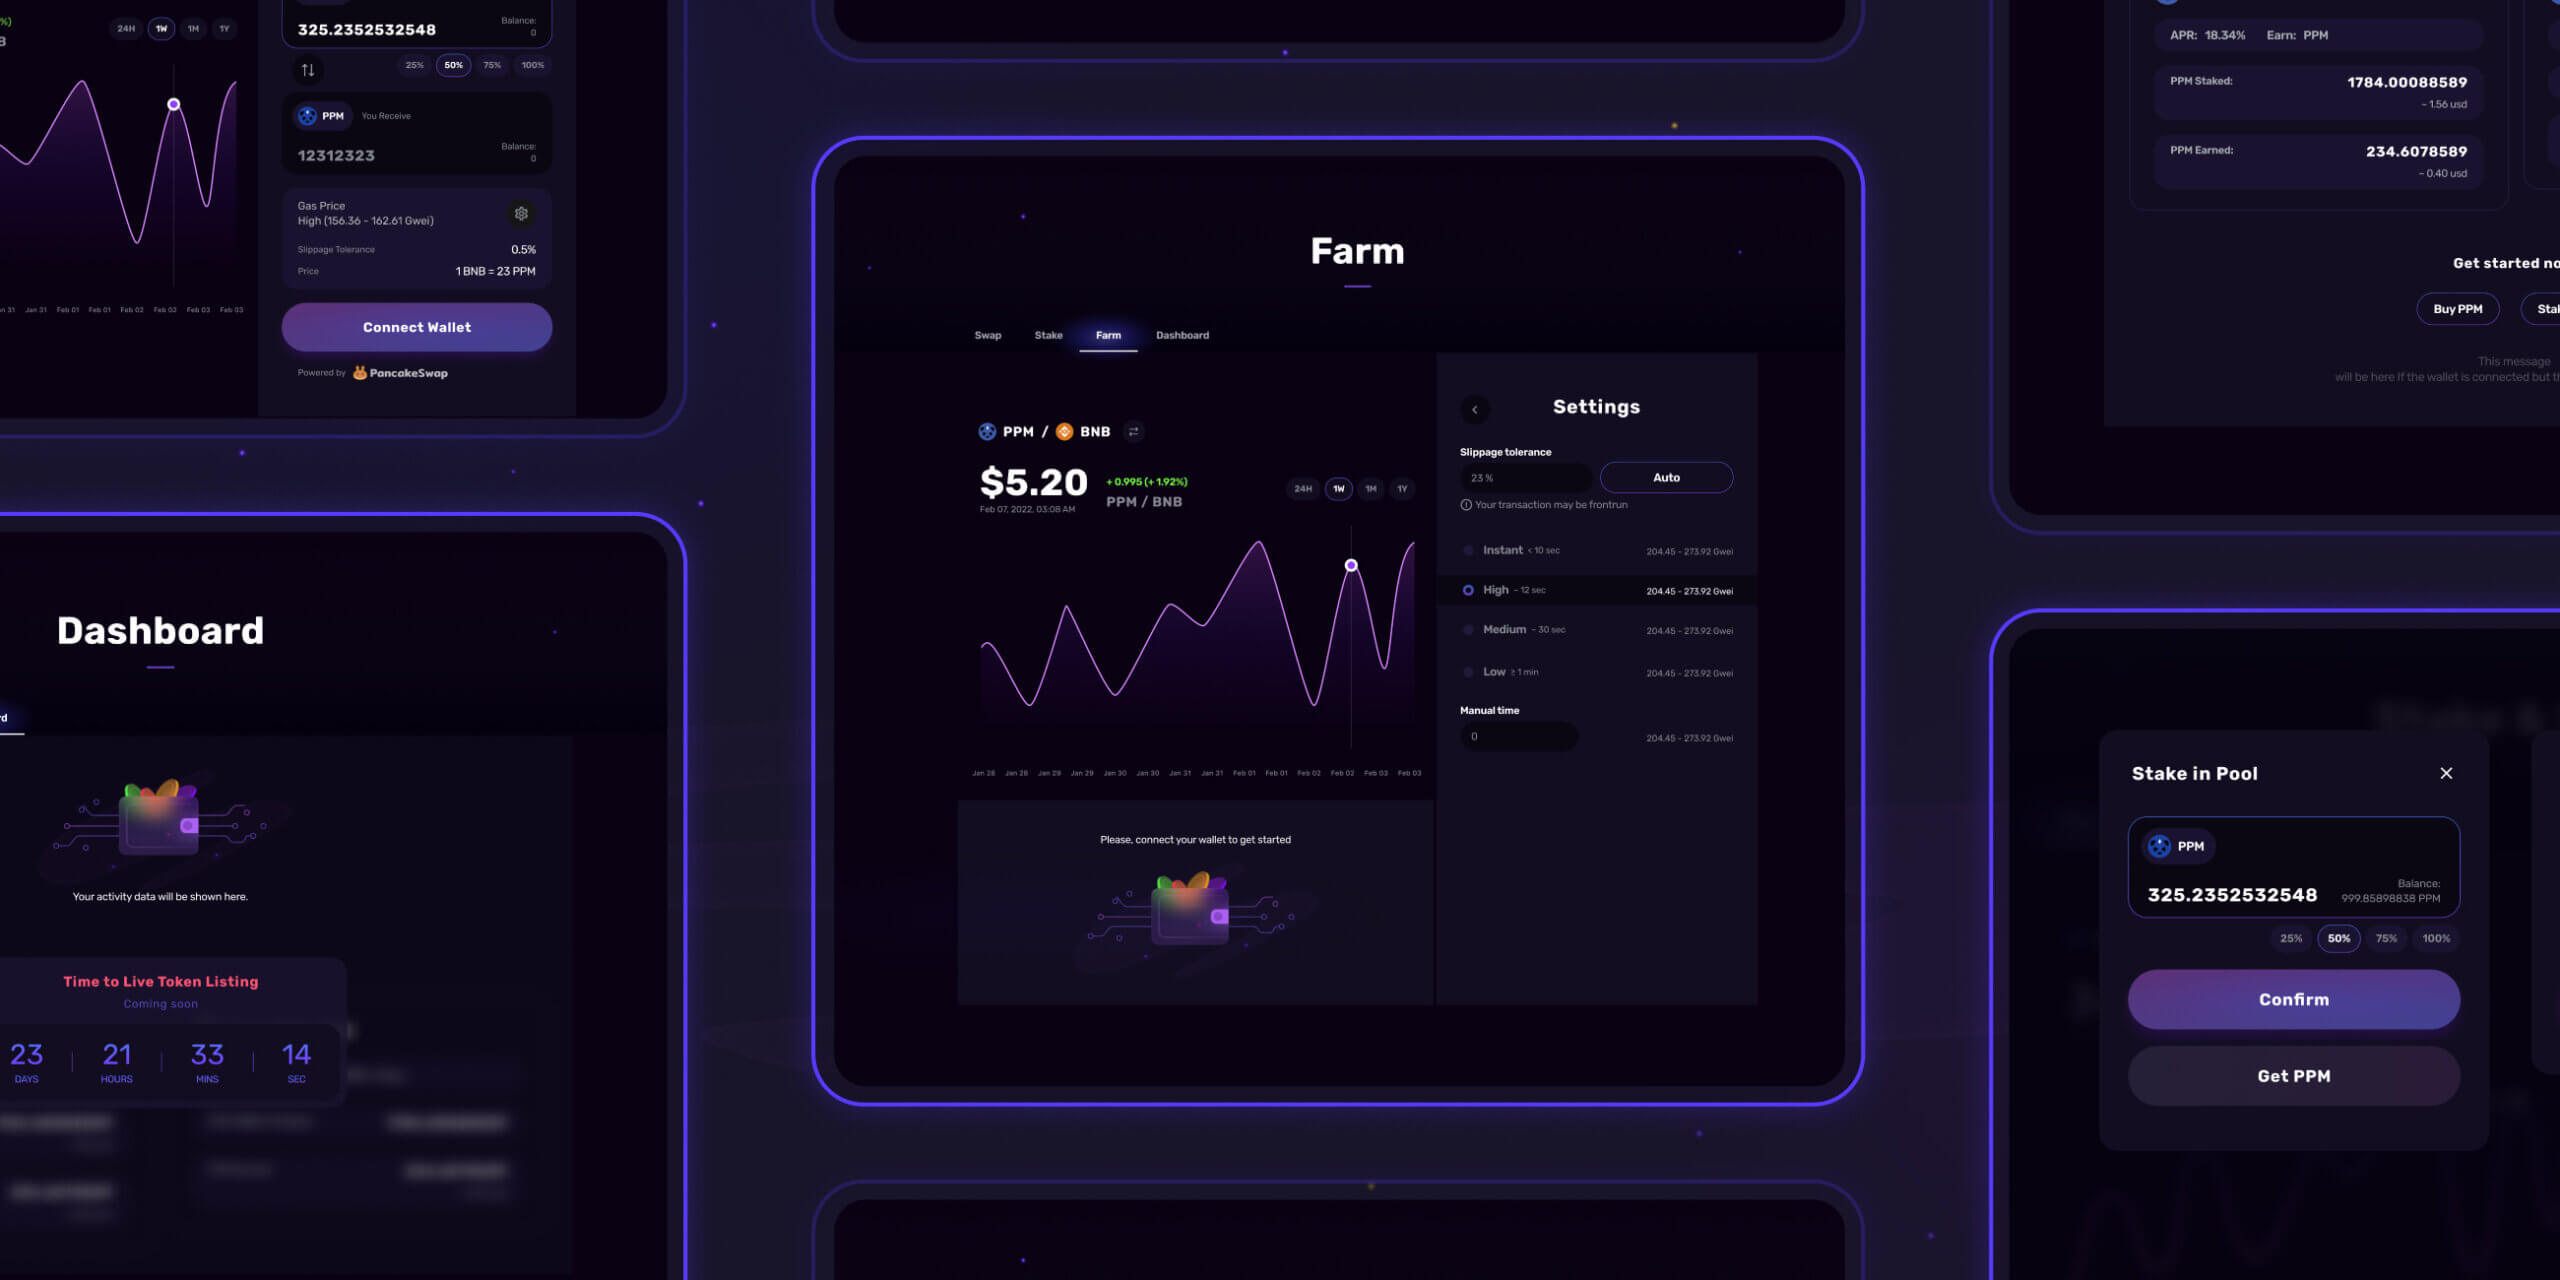 24H 1W 1M 1Y
325.2352532548
Balance:
0
25% 50% 75% 100%
PPM You Receive
12312323
Balance:
0
Gas Price
High (156.36 - 162.61 Gwei)
Slippage Tolerance 0.5%
Price 1 BNB = 23 PPM
Jan 31 Feb 01 Feb 01 Feb 02 Feb 02 Feb 03 Feb 03
Connect Wallet
Powered by PancakeSwap
Dashboard
Your activity data will be shown here.
Time to Live Token Listing
Coming soon
23 21 33 14
DAYS HOURS MINS SEC
Farm
Swap Stake Farm Dashboard
PPM / BNB
$5.20 + 0.995 (+ 1.92%)
PPM / BNB
Feb 07, 2022, 03:08 AM
24H 1W 1M 1Y
Jan 28 Jan 28 Jan 29 Jan 29 Jan 30 Jan 30 Jan 31 Jan 31 Feb 01 Feb 01 Feb 02 Feb 02 Feb 03 Feb 03
Please, connect your wallet to get started
Settings
Slippage tolerance
23 % Auto
Your transaction may be frontrun
Instant < 10 sec 204.45 - 273.92 Gwei
High ~ 12 sec 204.45 - 273.92 Gwei
Medium ~ 30 sec 204.45 - 273.92 Gwei
Low ≥ 1 min 204.45 - 273.92 Gwei
Manual time
0 204.45 - 273.92 Gwei
APR: 18.34% Earn: PPM
PPM Staked: 1784.00088589
~ 1.56 usd
PPM Earned: 234.6078589
~ 0.40 usd
Get started
Buy PPM
This message
will be here If the wallet is connected but
Stake in Pool
PPM
325.2352532548
Balance:
999.85898838 PPM
25% 50% 75% 100%
Confirm
Get PPM